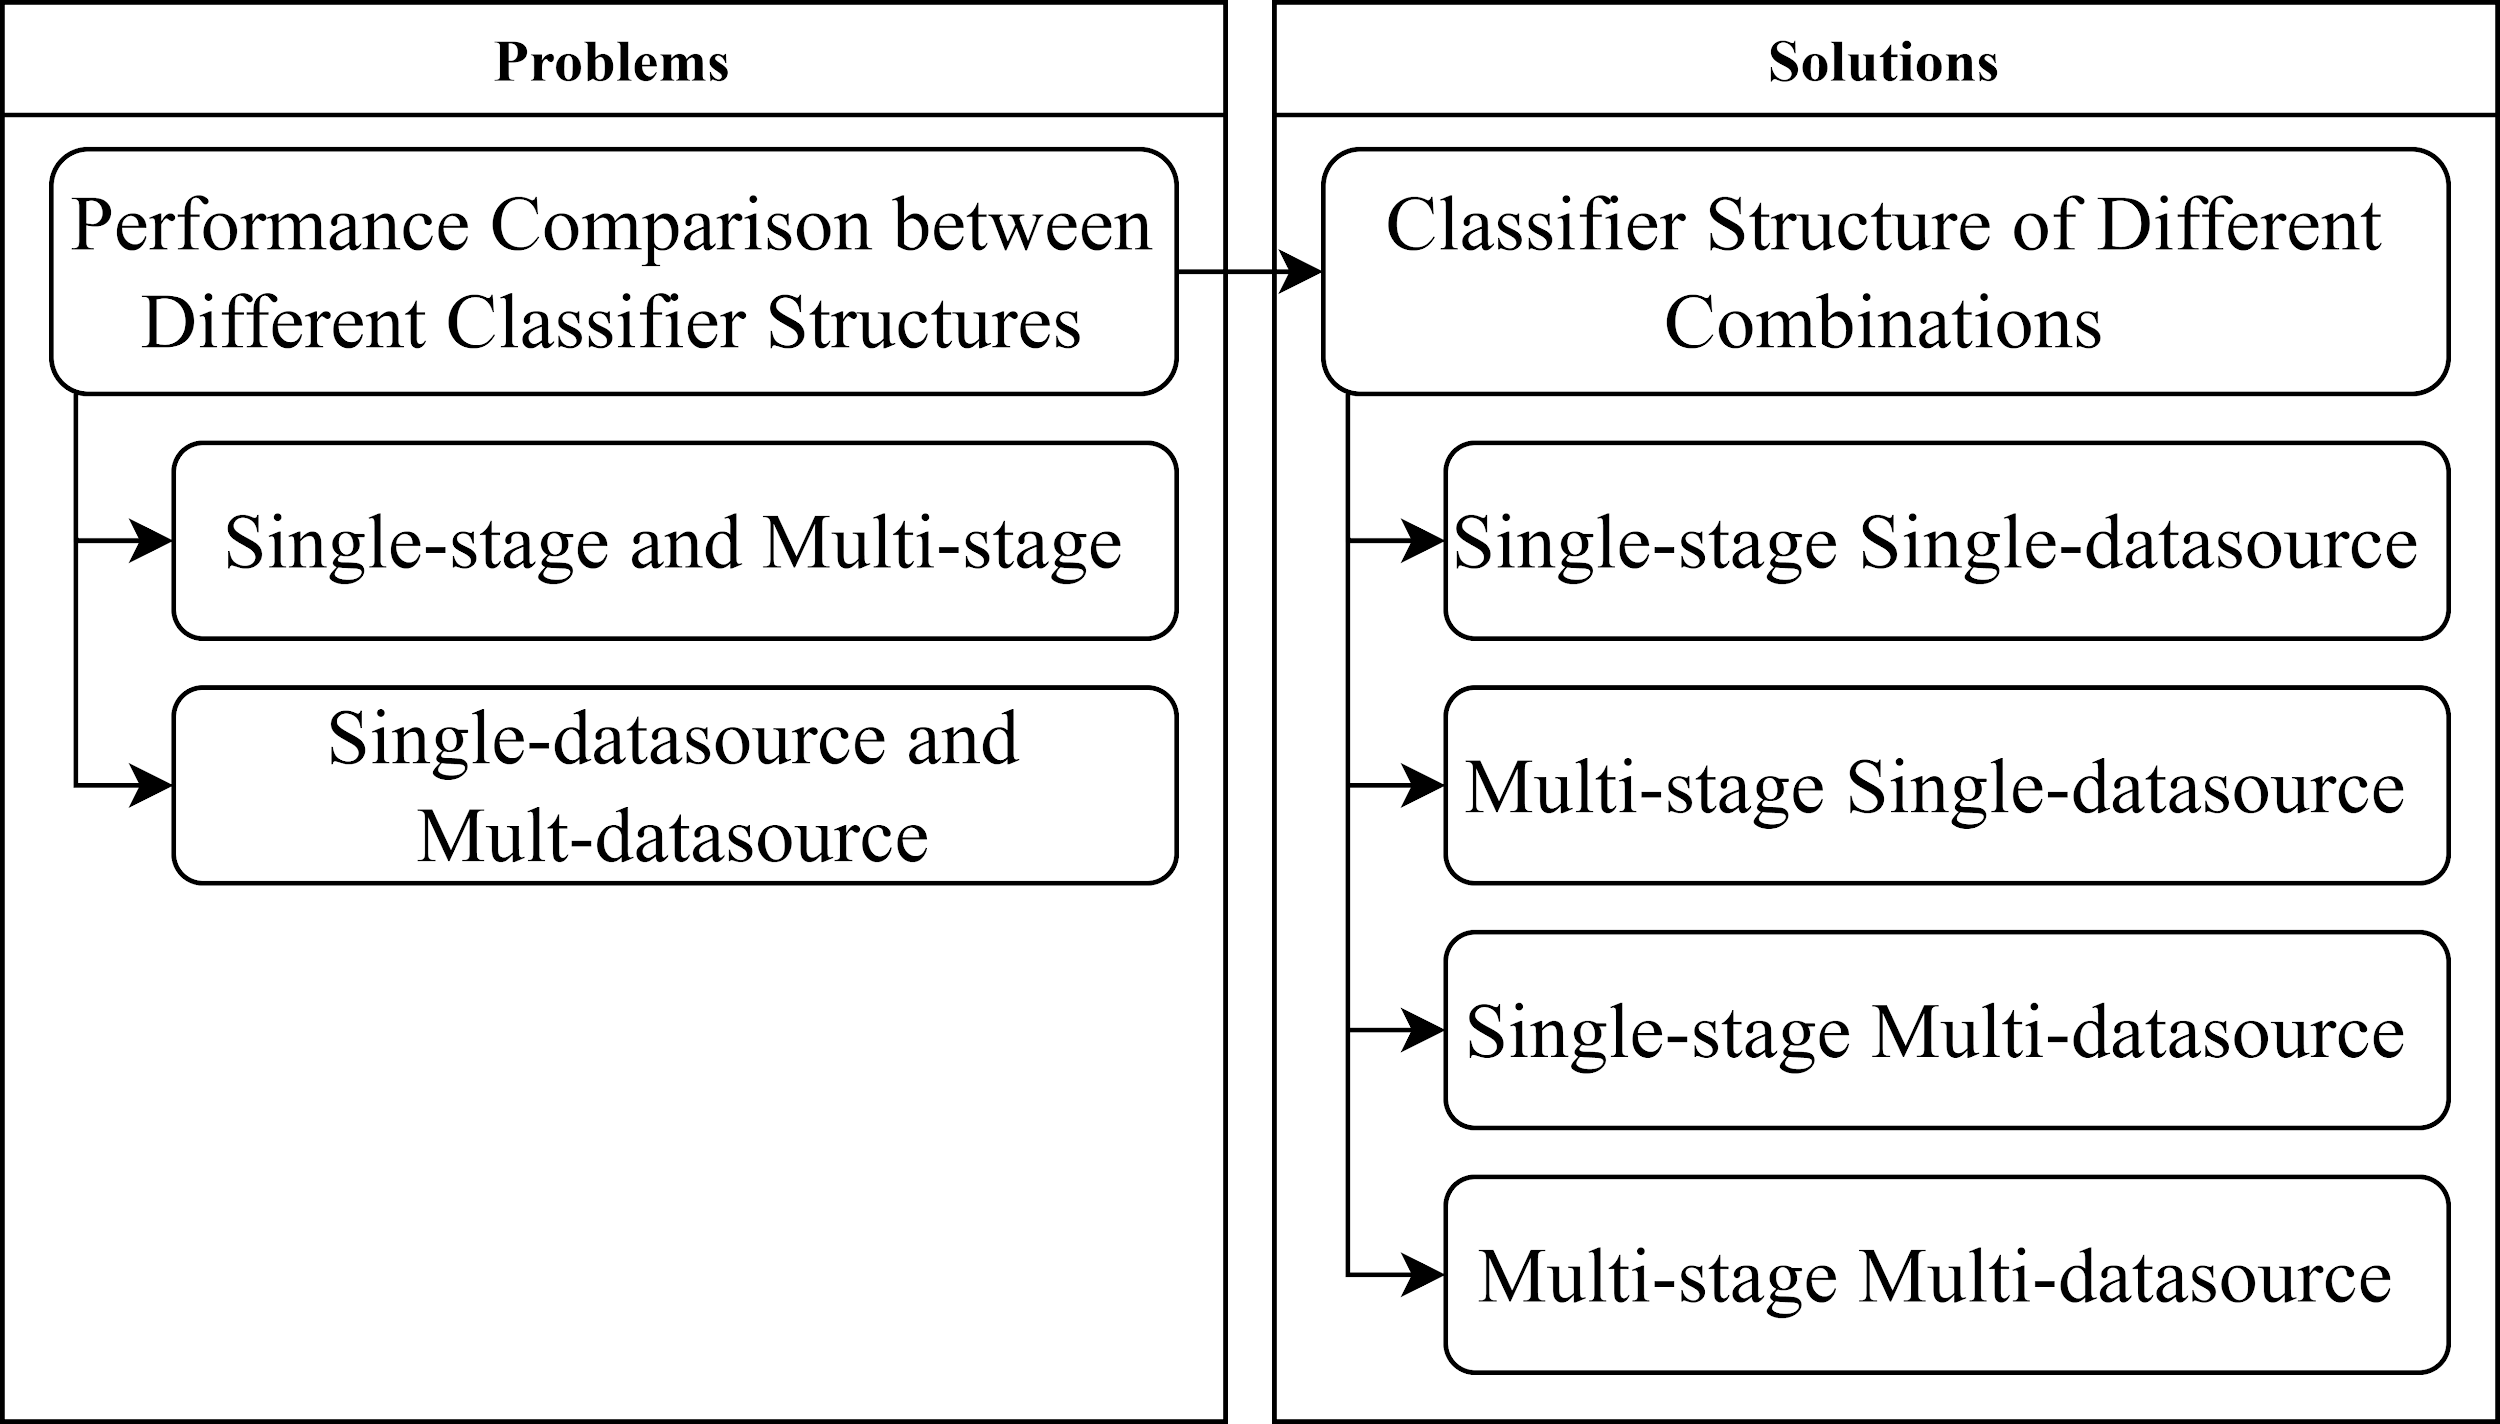 Problems
Performance Comparison between
Different Classifier Structures
Single-stage and Multi-stage
Single-datasource and
Mult-datasource
Solutions
Classifier Structure of Different
Combinations
Single-stage Single-datasource
Multi-stage Single-datasource
Single-stage Multi-datasource
Multi-stage Multi-datasource